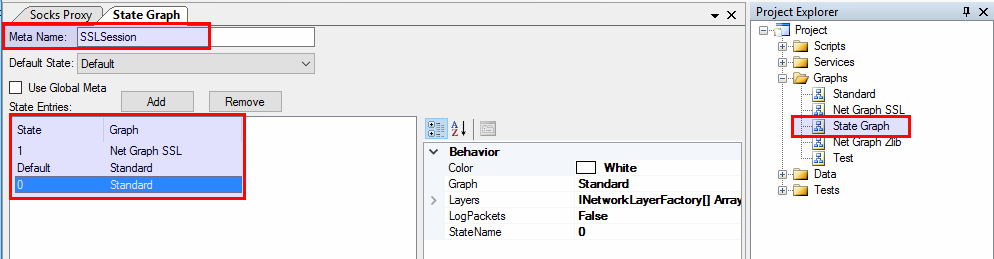 Socks Proxy State Graph
Meta Name: SSLSession
Default State: Default
Use Global Meta
State Entries: Add Remove
State Graph
1 Net Graph SSL
Default Standard
0 Standard
Behavior
Color White
Graph Standard
Layers INetworkLayerFactory[] Array
LogPackets False
StateName 0
Project Explorer
Project
Scripts
Services
Graphs
Standard
Net Graph SSL
State Graph
Net Graph Zlib
Test
Data
Tests